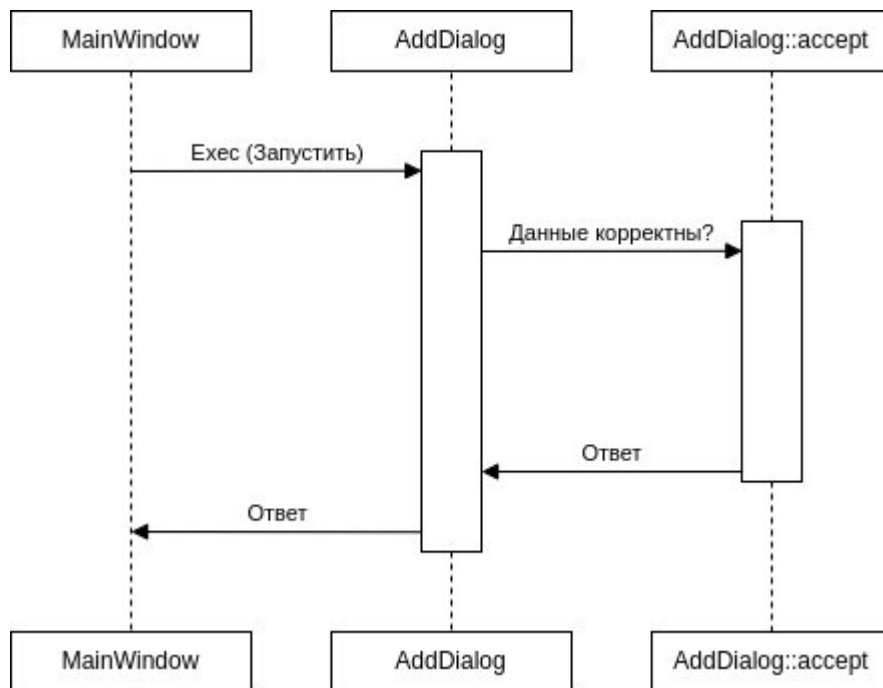 MainWindow
AddDialog
AddDialog::accept
Exec (Запустить)
Данные корректны?
Ответ
Ответ
MainWindow
AddDialog
AddDialog::accept